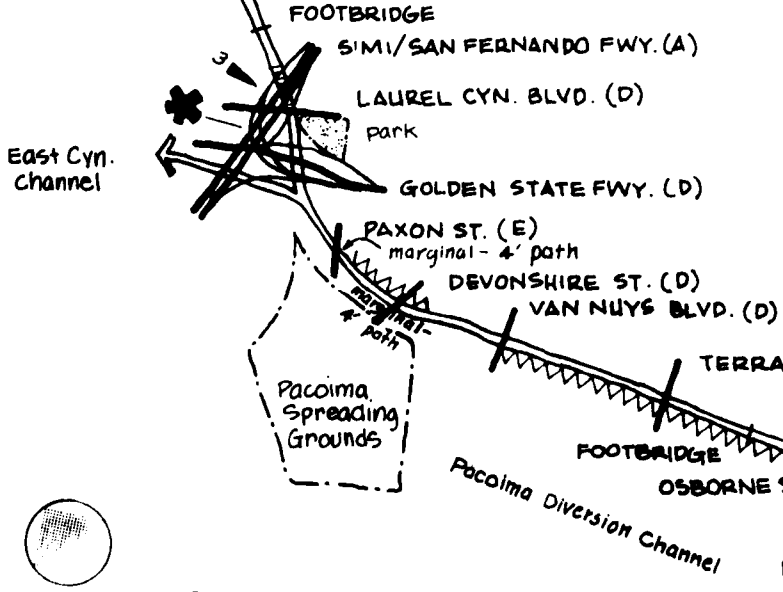 FOOTBRIDGE
SIMI/SAN FERNANDO FWY. (A)
3
LAUREL CYN. BLVD. (D)
park
East Cyn.
Channel
GOLDEN STATE FWY. (D)
PAXON ST. (E)
marginal - 4' path
DEVONSHIRE ST. (D)
marginal-
4' path
VAN NUYS BLVD. (D)
TERRA
Pacoima
Spreading
Grounds
FOOTBRIDGE
OSBORNE S
Pacoima Diversion Channel